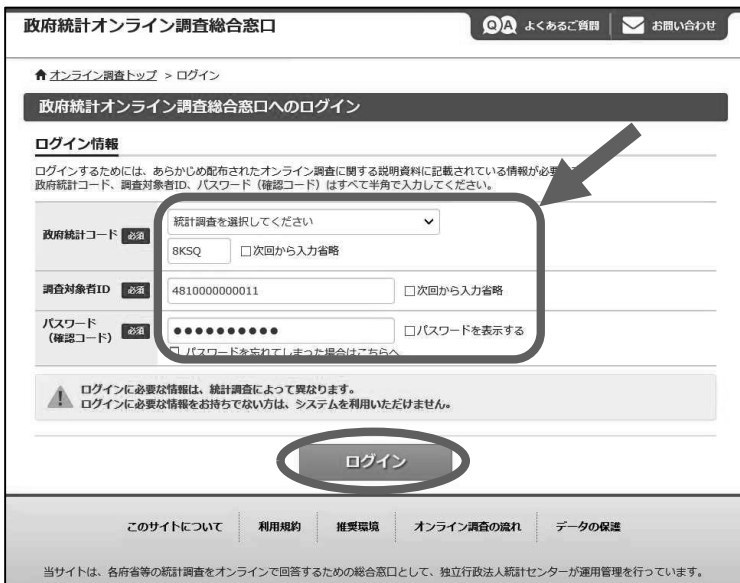 政府統計オンライン調査総合窓口
QA よくあるご質問 お問い合わせ
オンライン調査トップ > ログイン
政府統計オンライン調査総合窓口へのログイン
ログイン情報
ログインするためには、あらかじめ配布されたオンライン調査に関する説明資料に記載されている情報が必要
政府統計コード、調査対象者ID、パスワード（確認コード）はすべて半角で入力してください。
政府統計コード 必須
統計調査を選択してください
8KSQ □次回から入力省略
調査対象者ID 必須 4810000000011 □次回から入力省略
パスワード
（確認コード） 必須 ●●●●●●●●●● □パスワードを表示する
パスワードを忘れてしまった場合はこちらへ
ログインに必要な情報は、統計調査によって異なります。
ログインに必要な情報をお持ちでない方は、システムを利用いただけません。
ログイン
このサイトについて 利用規約 推奨環境 オンライン調査の流れ データの保護
当サイトは、各府省等の統計調査をオンラインで回答するための総合窓口として、独立行政法人統計センターが運用管理を行っています。